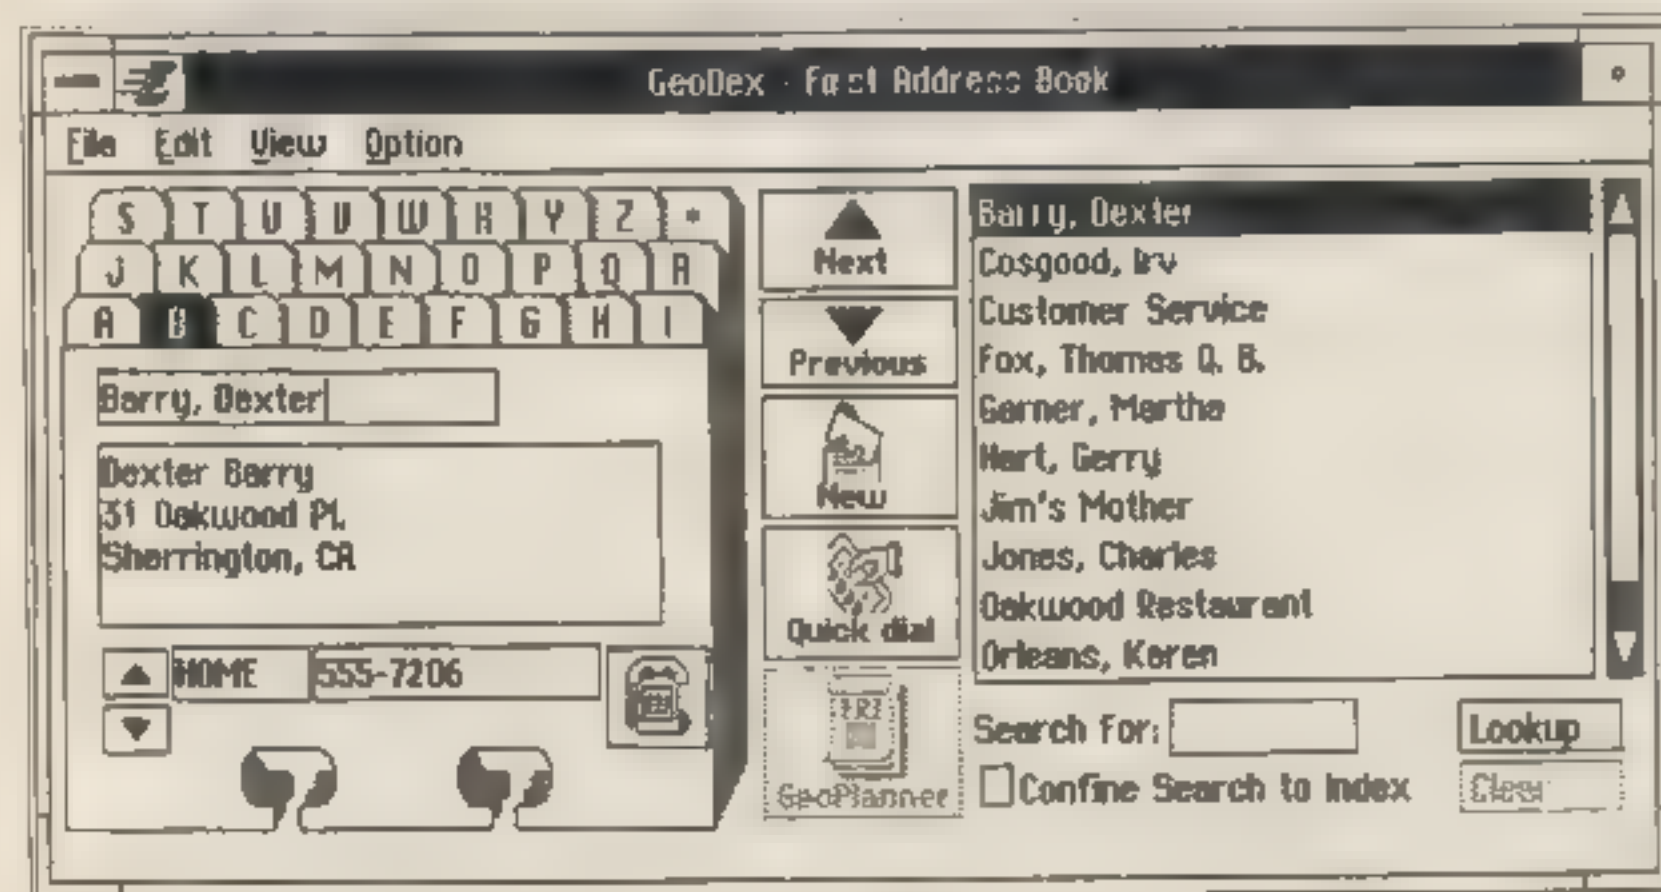 GeoDex - Fast Address Book
File Edit View Option
S T U V W X Y Z •
J K L M N O P Q R
A B C D E F G H I
Barry, Dexter
Dexter Barry
31 Oakwood Pl.
Sherrington, CA
HOME 555-7206
Next
Previous
New
Quick dial
FRI
GeoPlanner
Barry, Dexter
Cosgood, Irv
Customer Service
Fox, Thomas Q. B.
Garner, Martha
Hart, Gerry
Jim's Mother
Jones, Charles
Oakwood Restaurant
Orleans, Karen
Search for: Lookup
Confine Search to Index Clear